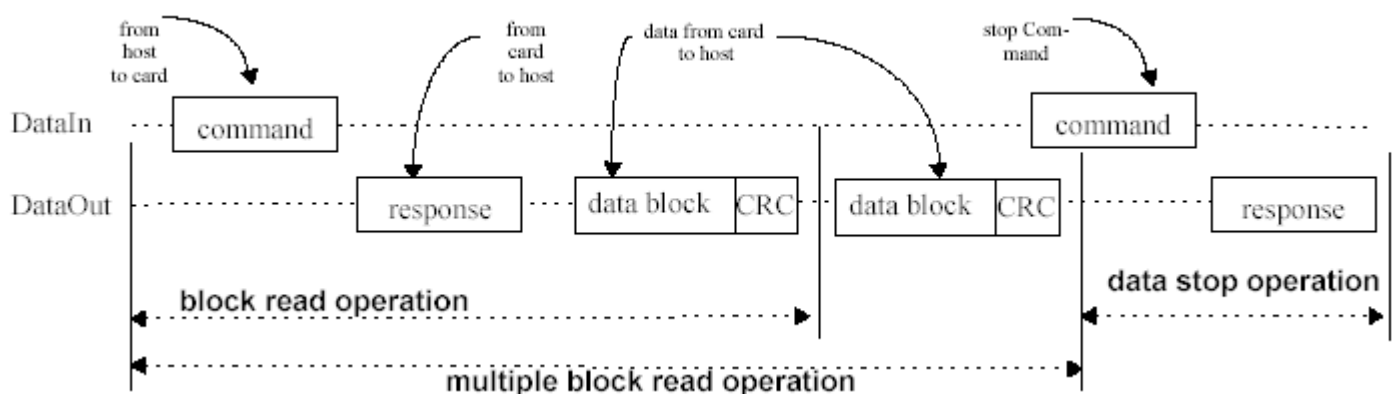 from
host
to card
from
card
to host
data from card
to host
stop Com-
mand
DataIn
command
command
DataOut
response
data block
CRC
data block
CRC
response
block read operation
data stop operation
multiple block read operation